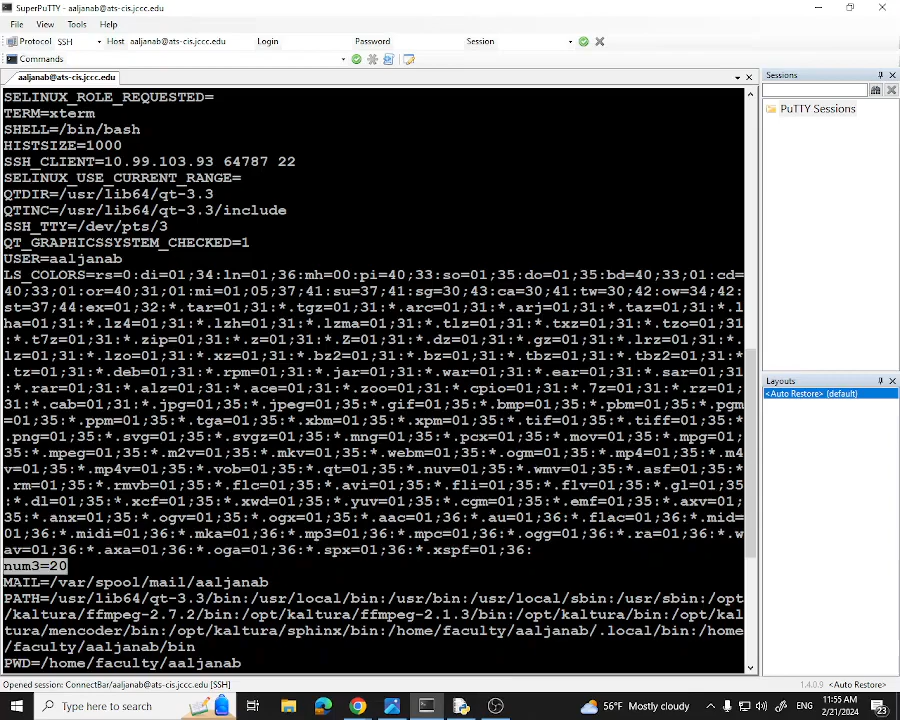 SuperPuTTY - aaljanab@ats-cis.jccc.edu
File View Tools Help
Protocol SSH Host aaljanab@ats-cis.jccc.edu Login Password Session
Commands
aaljanab@ats-cis.jccc.edu
SELINUX_ROLE_REQUESTED=
TERM=xterm
SHELL=/bin/bash
HISTSIZE=1000
SSH_CLIENT=10.99.103.93 64787 22
SELINUX_USE_CURRENT_RANGE=
QTDIR=/usr/lib64/qt-3.3
QTINC=/usr/lib64/qt-3.3/include
SSH_TTY=/dev/pts/3
QT_GRAPHICSSYSTEM_CHECKED=1
USER=aaljanab
LS_COLORS=rs=0:di=01;34:ln=01;36:mh=00:pi=40;33:so=01;35:do=01;35:bd=40;33;01:cd=
40;33;01:or=40;31;01:mi=01;05;37;41:su=37;41:sg=30;43:ca=30;41:tw=30;42:ow=34;42:
st=37;44:ex=01;32:*.tar=01;31:*.tgz=01;31:*.arc=01;31:*.arj=01;31:*.taz=01;31:*.l
ha=01;31:*.lz4=01;31:*.lzh=01;31:*.lzma=01;31:*.tlz=01;31:*.txz=01;31:*.tzo=01;31
:*.t7z=01;31:*.zip=01;31:*.z=01;31:*.Z=01;31:*.dz=01;31:*.gz=01;31:*.lrz=01;31:*.
lz=01;31:*.lzo=01;31:*.xz=01;31:*.bz2=01;31:*.bz=01;31:*.tbz=01;31:*.tbz2=01;31:*
.tz=01;31:*.deb=01;31:*.rpm=01;31:*.jar=01;31:*.war=01;31:*.ear=01;31:*.sar=01;31
:*.rar=01;31:*.alz=01;31:*.ace=01;31:*.zoo=01;31:*.cpio=01;31:*.7z=01;31:*.rz=01;
31:*.cab=01;31:*.jpg=01;35:*.jpeg=01;35:*.gif=01;35:*.bmp=01;35:*.pbm=01;35:*.pgm
=01;35:*.ppm=01;35:*.tga=01;35:*.xbm=01;35:*.xpm=01;35:*.tif=01;35:*.tiff=01;35:*
.png=01;35:*.svg=01;35:*.svgz=01;35:*.mng=01;35:*.pcx=01;35:*.mov=01;35:*.mpg=01;
35:*.mpeg=01;35:*.m2v=01;35:*.mkv=01;35:*.webm=01;35:*.ogm=01;35:*.mp4=01;35:*.m4
v=01;35:*.mp4v=01;35:*.vob=01;35:*.qt=01;35:*.nuv=01;35:*.wmv=01;35:*.asf=01;35:*
.rm=01;35:*.rmvb=01;35:*.flc=01;35:*.avi=01;35:*.fli=01;35:*.flv=01;35:*.gl=01;35
:*.dl=01;35:*.xcf=01;35:*.xwd=01;35:*.yuv=01;35:*.cgm=01;35:*.emf=01;35:*.axv=01;
35:*.anx=01;35:*.ogv=01;35:*.ogx=01;35:*.aac=01;36:*.au=01;36:*.flac=01;36:*.mid=
01;36:*.midi=01;36:*.mka=01;36:*.mp3=01;36:*.mpc=01;36:*.ogg=01;36:*.ra=01;36:*.w
av=01;36:*.axa=01;36:*.oga=01;36:*.spx=01;36:*.xspf=01;36:
num3=20
MAIL=/var/spool/mail/aaljanab
PATH=/usr/lib64/qt-3.3/bin:/usr/local/bin:/usr/bin:/usr/local/sbin:/usr/sbin:/opt
/kaltura/ffmpeg-2.7.2/bin:/opt/kaltura/ffmpeg-2.1.3/bin:/opt/kaltura/bin:/opt/kal
tura/mencoder/bin:/opt/kaltura/sphinx/bin:/home/faculty/aaljanab/.local/bin:/home
/faculty/aaljanab/bin
PWD=/home/faculty/aaljanab
Sessions
PuTTY Sessions
Layouts
<Auto Restore> (default)
Opened session: ConnectBar/aaljanab@ats-cis.jccc.edu [SSH]
1.4.0.9 <Auto Restore>
Type here to search
56°F Mostly cloudy
ENG
11:55 AM
2/21/2024
23